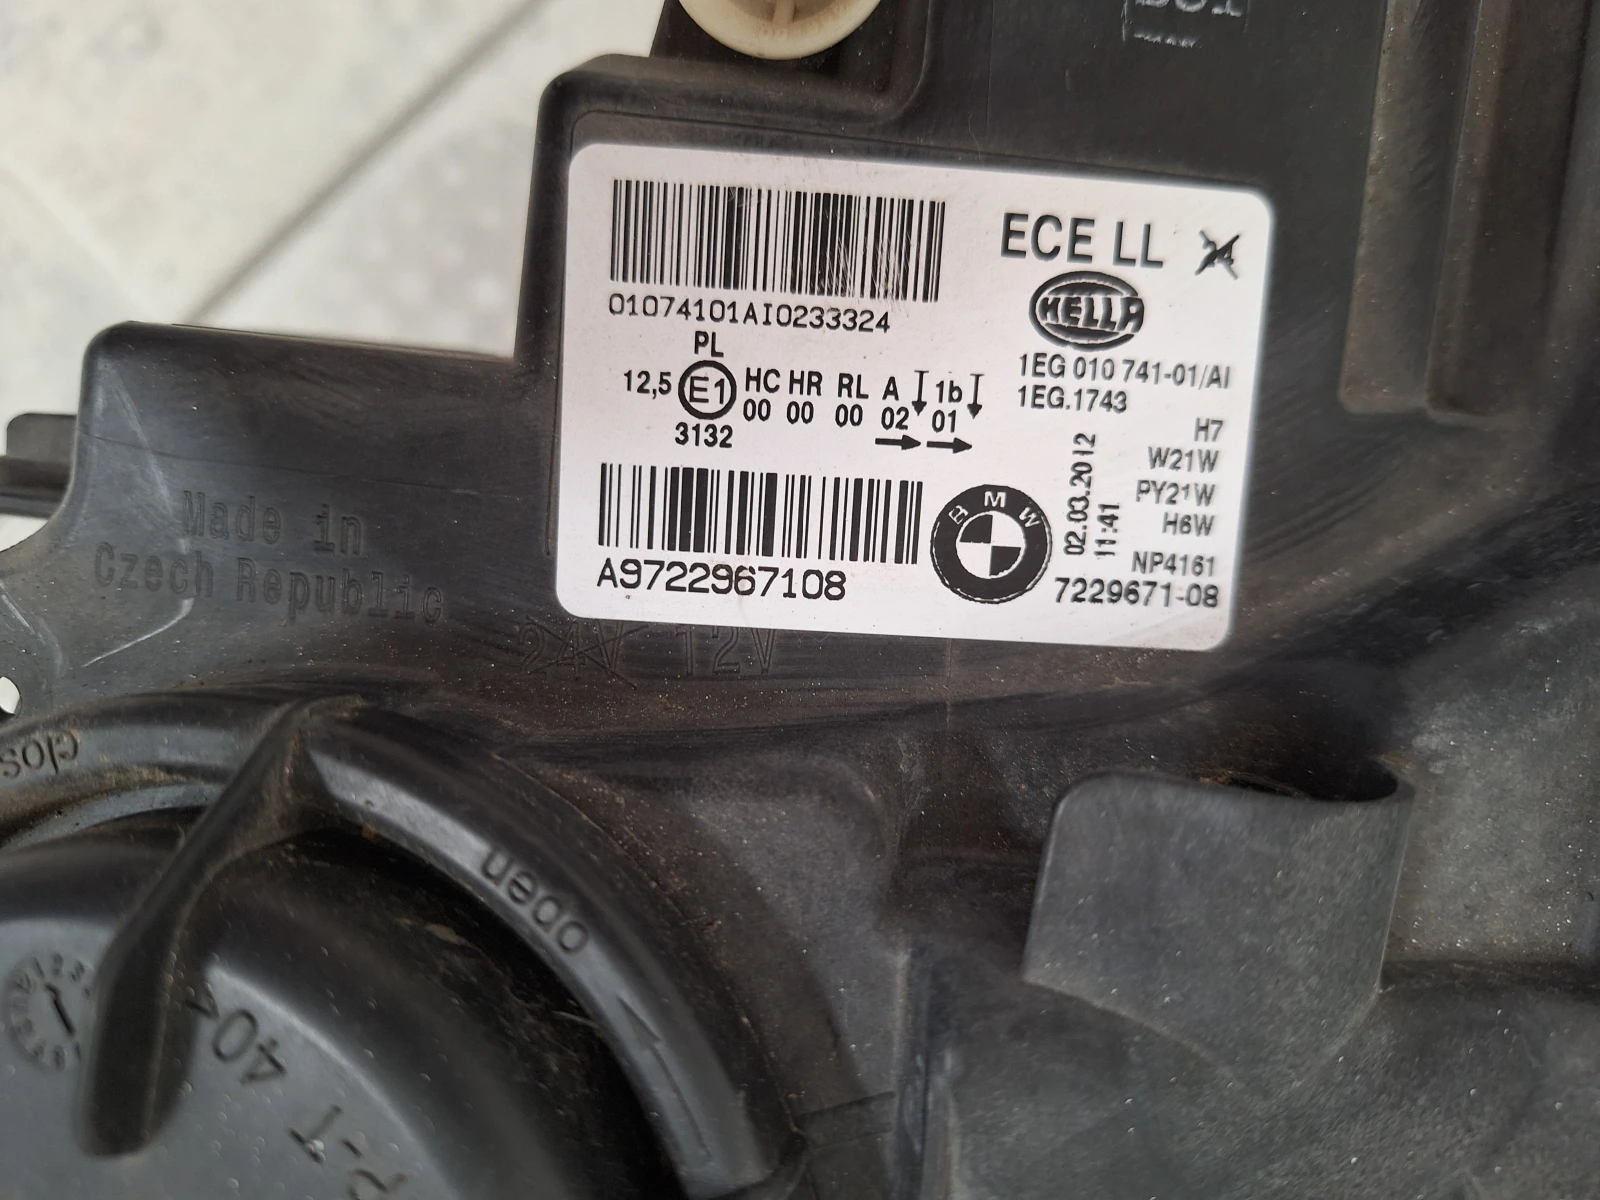 ECE LL
01074101AI0233324
HELLA
PL
12,5 E1 HC HR RL A 1b
00 00 00 02 01
3132
1EG 010 741-01/AI
1EG.1743
H7
W21W
PY21W
H6W
02.03.2012
11:41
NP4161
A9722967108
BMW
7229671-08
Made in
Czech Republic
24V 12V
open